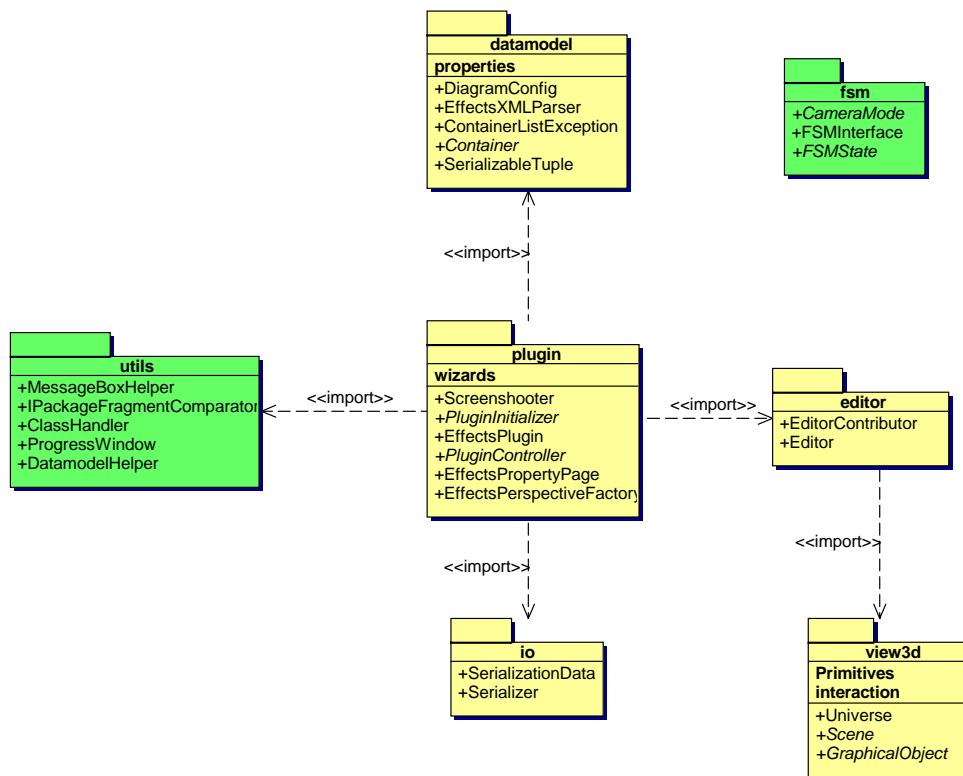 datamodel
properties
+DiagramConfig
+EffectsXMLParser
+ContainerListException
+Container
+SerializableTuple
fsm
+CameraMode
+FSMInterface
+FSMState
<<import>>
utils
+MessageBoxHelper
+IPackageFragmentComparator
+ClassHandler
+ProgressWindow
+DatamodelHelper
<<import>>
plugin
wizards
+Screenshooter
+PluginInitializer
+EffectsPlugin
+PluginController
+EffectsPropertyPage
+EffectsPerspectiveFactory
<<import>>
editor
+EditorContributor
+Editor
<<import>>
<<import>>
io
+SerializationData
+Serializer
view3d
Primitives
interaction
+Universe
+Scene
+GraphicalObject